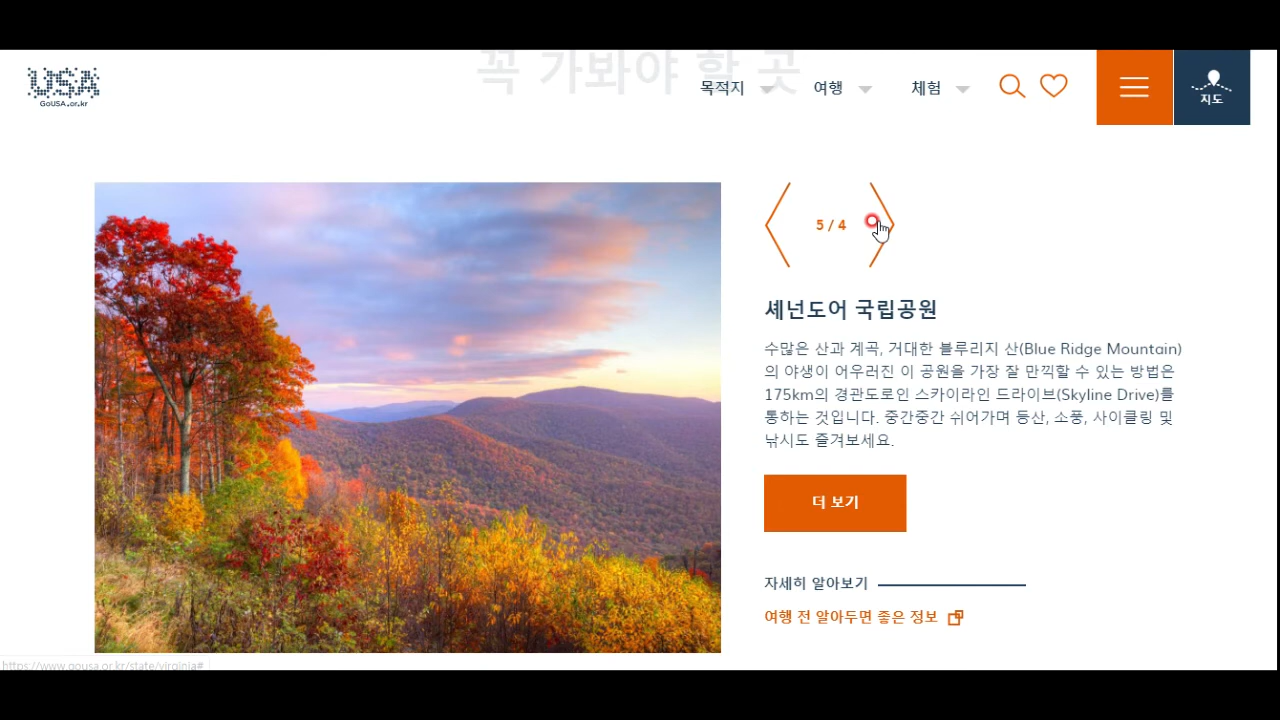 꼭 가봐야 할 곳
USA
GoUSA.or.kr
목적지
여행
체험
지도
5 / 4
셰넌도어 국립공원
수많은 산과 계곡, 거대한 블루리지 산(Blue Ridge Mountain)
의 야생이 어우러진 이 공원을 가장 잘 만끽할 수 있는 방법은
175km의 경관도로인 스카이라인 드라이브(Skyline Drive)를
통하는 것입니다. 중간중간 쉬어가며 등산, 소풍, 사이클링 및
낚시도 즐겨보세요.
더 보기
자세히 알아보기
여행 전 알아두면 좋은 정보
https://www.gousa.or.kr/state/virginia#